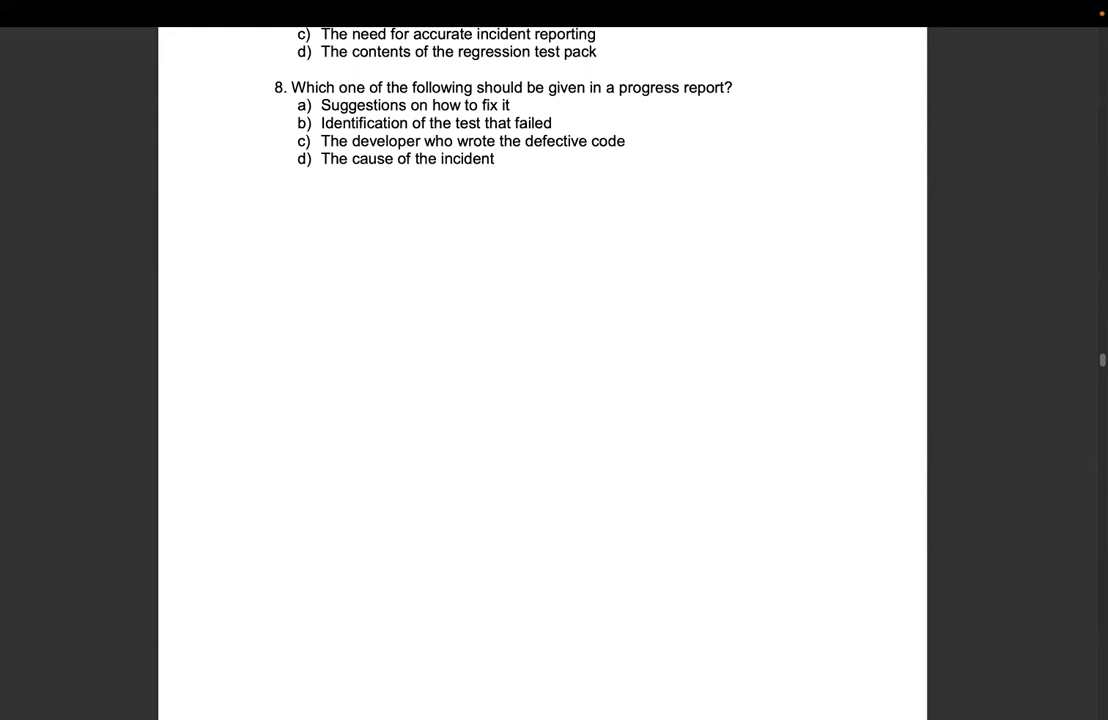 c) The need for accurate incident reporting
d) The contents of the regression test pack
8. Which one of the following should be given in a progress report?
a) Suggestions on how to fix it
b) Identification of the test that failed
c) The developer who wrote the defective code
d) The cause of the incident